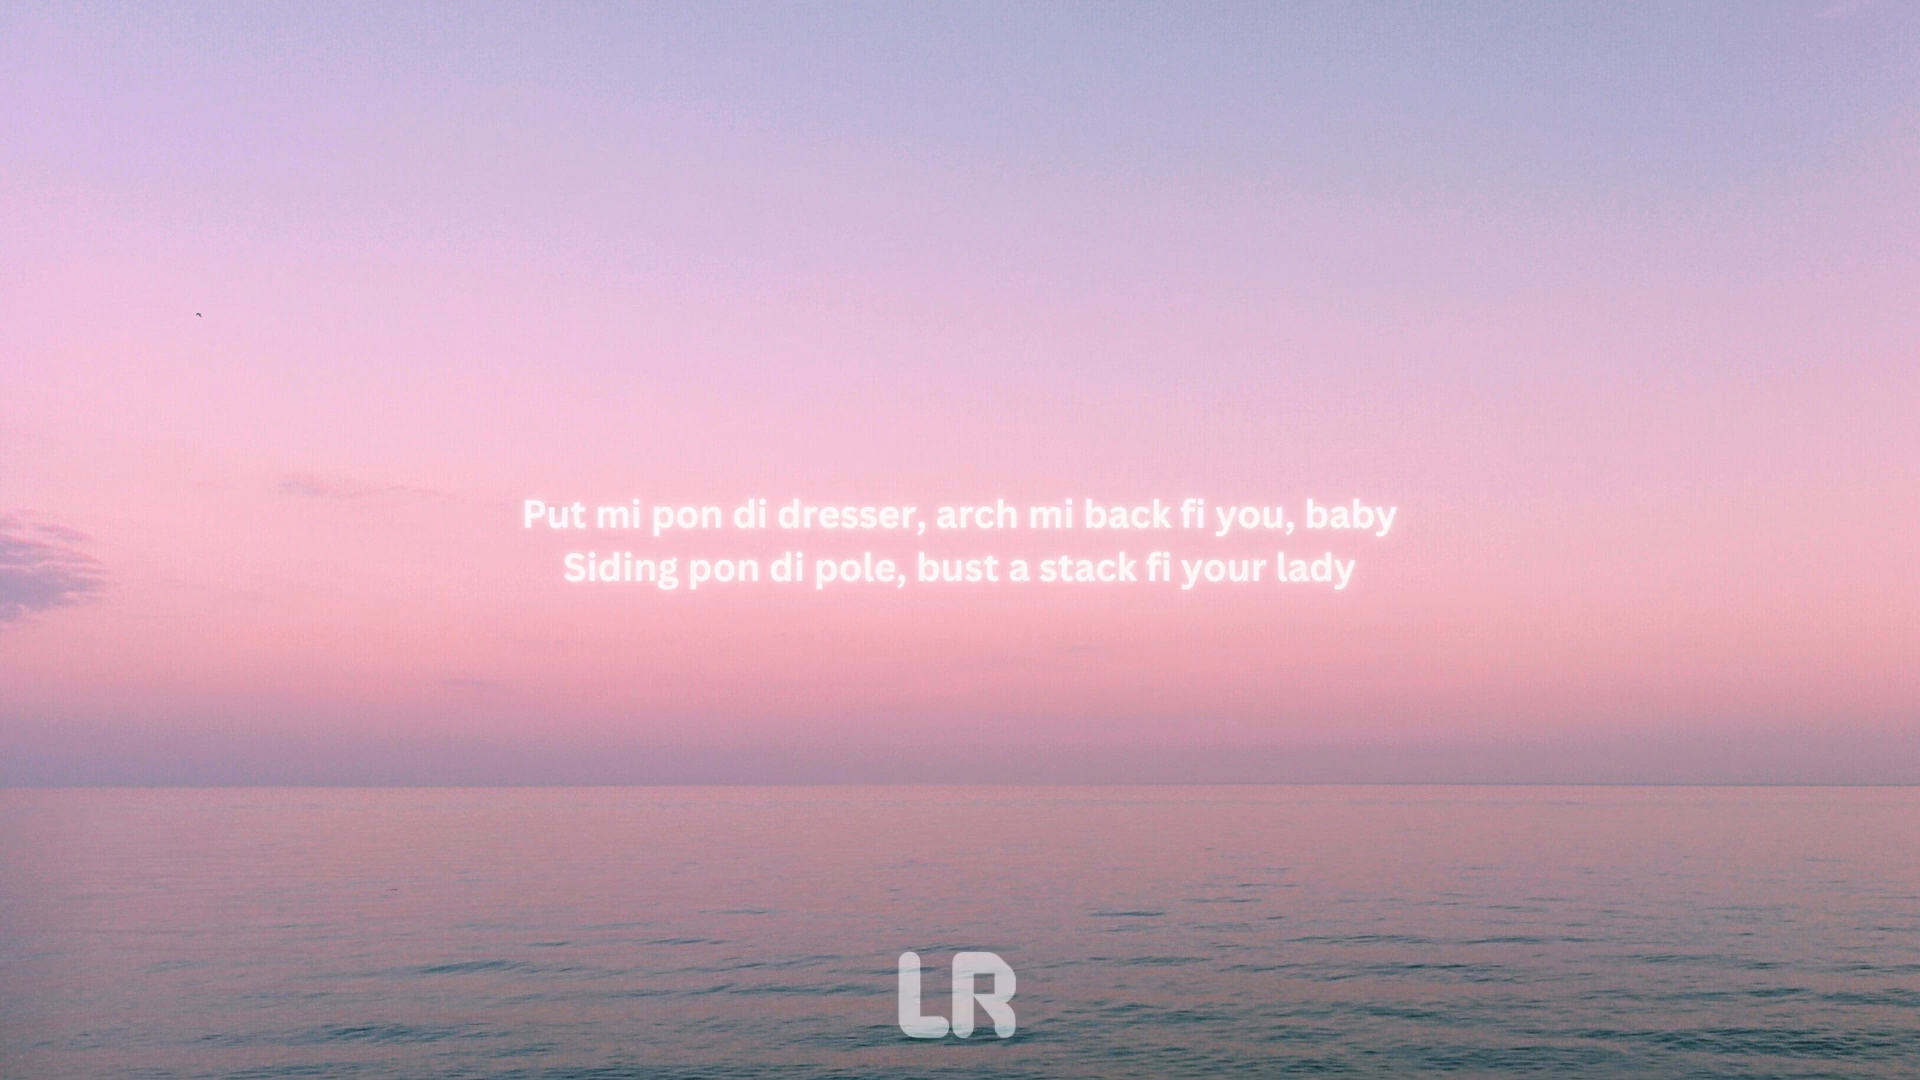 Put mi pon di dresser, arch mi back fi you, baby
Siding pon di pole, bust a stack fi your lady
LR